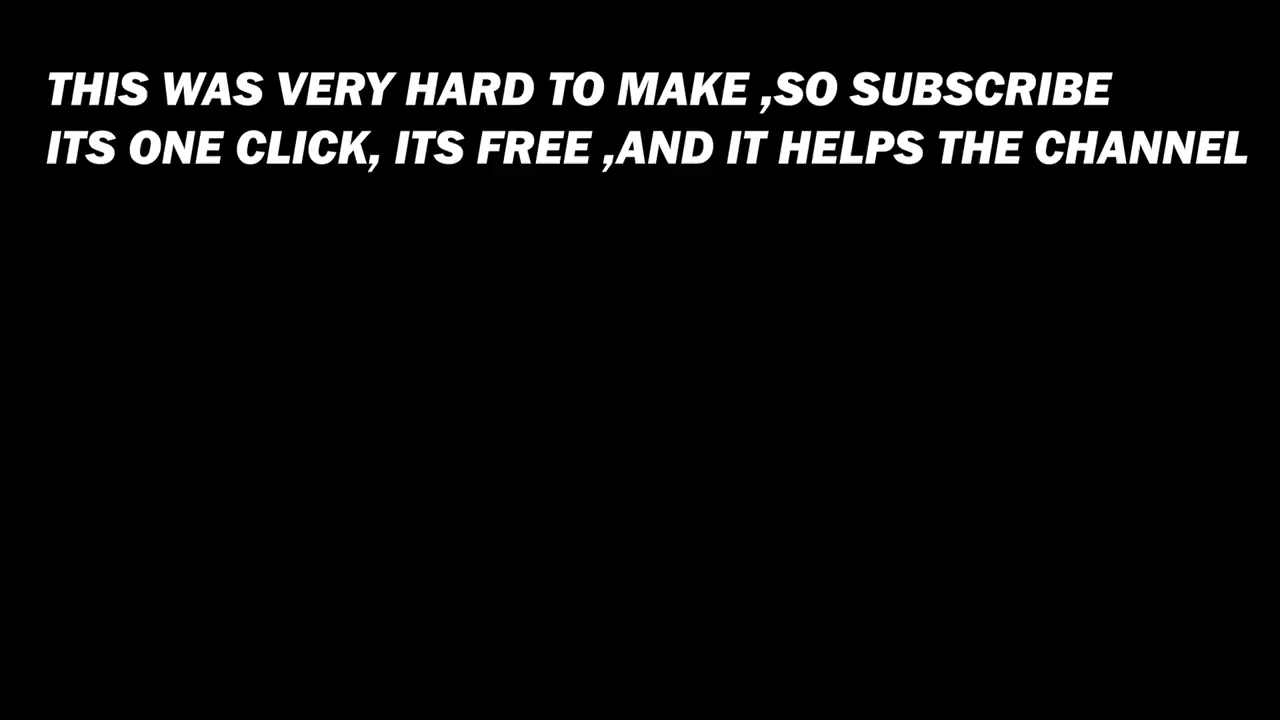 THIS WAS VERY HARD TO MAKE ,SO SUBSCRIBE
ITS ONE CLICK, ITS FREE ,AND IT HELPS THE CHANNEL